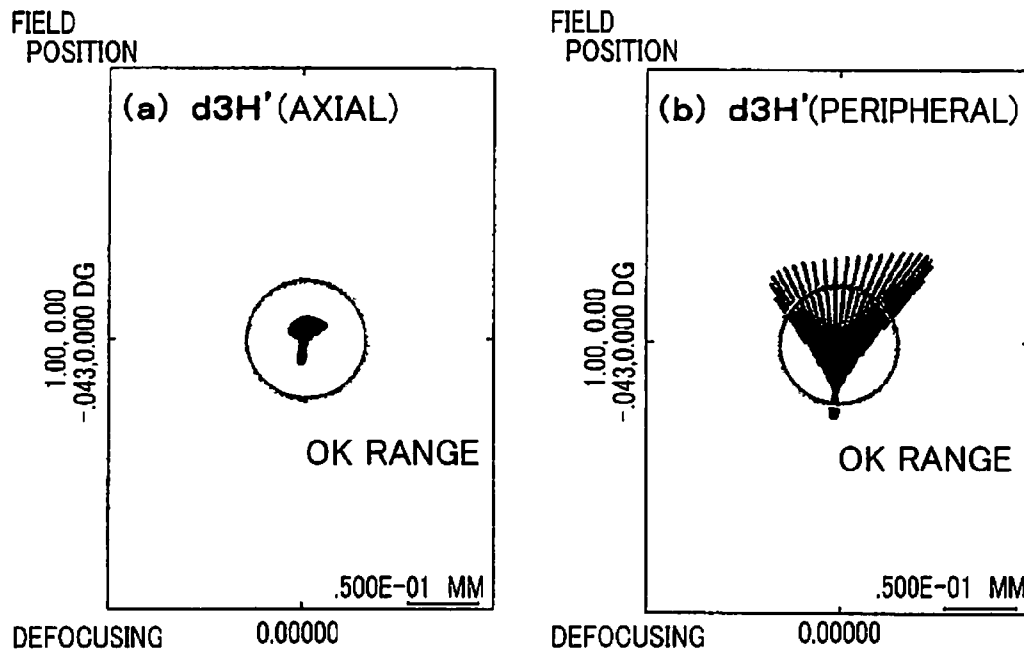 FIELD
POSITION
(a) d3H' (AXIAL)
1.00, 0.00
-.043,0.000 DG
OK RANGE
.500E-01 MM
DEFOCUSING 0.00000
FIELD
POSITION
(b) d3H' (PERIPHERAL)
1.00, 0.00
-.043,0.000 DG
OK RANGE
.500E-01 MM
DEFOCUSING 0.00000